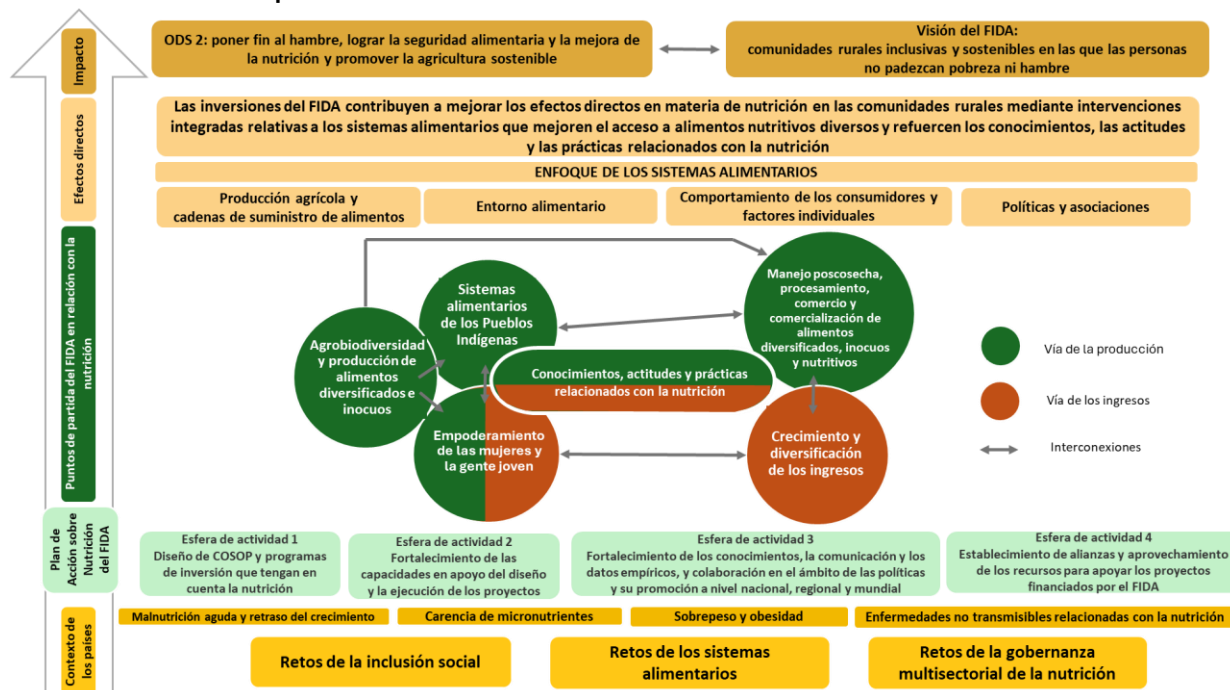 Impacto
ODS 2: poner fin al hambre, lograr la seguridad alimentaria y la mejora de
la nutrición y promover la agricultura sostenible
Visión del FIDA:
comunidades rurales inclusivas y sostenibles en las que las personas
no padezcan pobreza ni hambre
Efectos directos
Las inversiones del FIDA contribuyen a mejorar los efectos directos en materia de nutrición en las comunidades rurales mediante intervenciones
integradas relativas a los sistemas alimentarios que mejoren el acceso a alimentos nutritivos diversos y refuercen los conocimientos, las actitudes
y las prácticas relacionados con la nutrición
ENFOQUE DE LOS SISTEMAS ALIMENTARIOS
Producción agrícola y
cadenas de suministro de alimentos
Entorno alimentario
Comportamiento de los consumidores y
factores individuales
Políticas y asociaciones
Puntos de partida del FIDA en relación con la
nutrición
Agrobiodiversidad
y producción de
alimentos
diversificados e
inocuos
Sistemas
alimentarios
de los Pueblos
Indígenas
Manejo poscosecha,
procesamiento,
comercio y
comercialización de
alimentos
diversificados, inocuos
y nutritivos
Conocimientos, actitudes y prácticas
relacionados con la nutrición
Empoderamiento
de las mujeres y
la gente joven
Crecimiento y
diversificación
de los ingresos
Vía de la producción
Vía de los ingresos
Interconexiones
Plan de
Acción sobre
Nutrición
del FIDA
Esfera de actividad 1
Diseño de COSOP y programas
de inversión que tengan en
cuenta la nutrición
Esfera de actividad 2
Fortalecimiento de las
capacidades en apoyo del diseño
y la ejecución de los proyectos
Esfera de actividad 3
Fortalecimiento de los conocimientos, la comunicación y los
datos empíricos, y colaboración en el ámbito de las políticas
y su promoción a nivel nacional, regional y mundial
Esfera de actividad 4
Establecimiento de alianzas y aprovechamiento
de los recursos para apoyar los proyectos
financiados por el FIDA
Contexto de
los países
Malnutrición aguda y retraso del crecimiento
Carencia de micronutrientes
Sobrepeso y obesidad
Enfermedades no transmisibles relacionadas con la nutrición
Retos de la inclusión social
Retos de los sistemas
alimentarios
Retos de la gobernanza
multisectorial de la nutrición